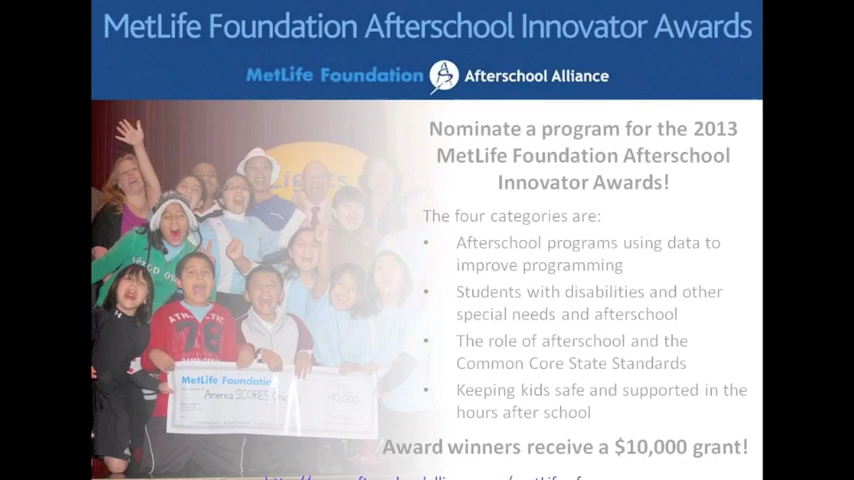 MetLife Foundation Afterschool Innovator Awards
MetLife Foundation Afterschool Alliance
Nominate a program for the 2013
MetLife Foundation Afterschool
Innovator Awards!
The four categories are:
• Afterschool programs using data to
improve programming
• Students with disabilities and other
special needs and afterschool
• The role of afterschool and the
Common Core State Standards
• Keeping kids safe and supported in the
hours after school
Award winners receive a $10,000 grant!
Lights
MetLife Foundation
America SCORES
10,000